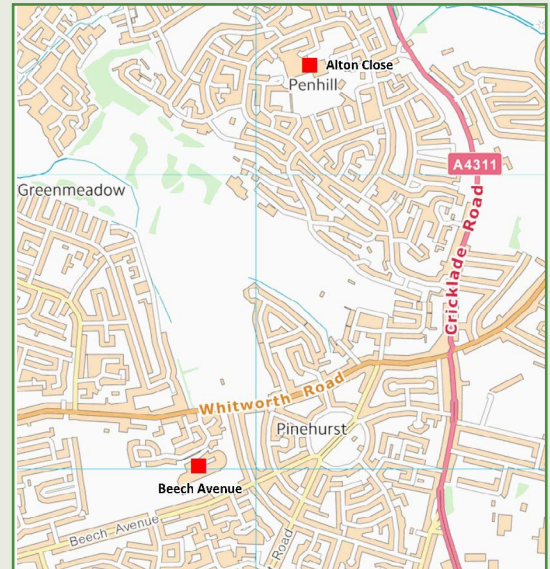 Alton Close
Penhill
A4311
Greenmeadow
Cricklade Road
Whitworth Road
Pinehurst
Beech Avenue
Beech Avenue
Road